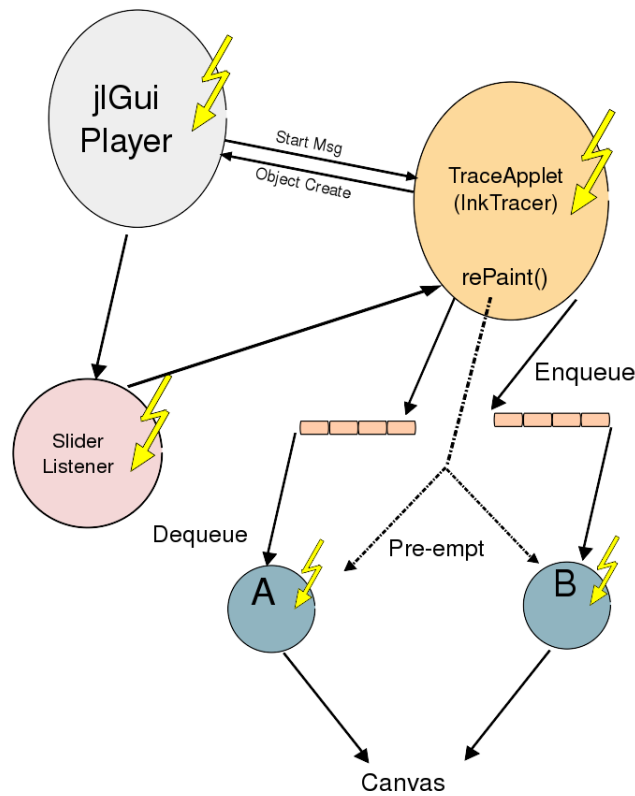 jlGui
Player
Start Msg
Object Create
TraceApplet
(InkTracer)
rePaint()
Enqueue
Slider
Listener
Dequeue
Pre-empt
A
B
Canvas